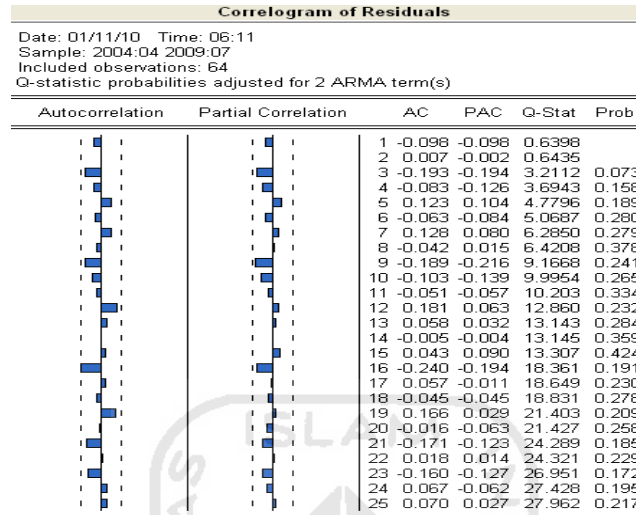 Correlogram of Residuals
Date: 01/11/10 Time: 06:11
Sample: 2004:04 2009:07
Included observations: 64
Q-statistic probabilities adjusted for 2 ARMA term(s)
Autocorrelation Partial Correlation AC PAC Q-Stat Prob
1 -0.098 -0.098 0.6398
2 0.007 -0.002 0.6435
3 -0.193 -0.194 3.2112 0.073
4 -0.083 -0.126 3.6943 0.158
5 0.123 0.104 4.7796 0.189
6 -0.063 -0.084 5.0687 0.280
7 0.128 0.080 6.2850 0.279
8 -0.042 0.015 6.4208 0.378
9 -0.189 -0.216 9.1668 0.241
10 -0.103 -0.139 9.9954 0.265
11 -0.051 -0.057 10.203 0.334
12 0.181 0.063 12.860 0.232
13 0.058 0.032 13.143 0.284
14 -0.005 -0.004 13.145 0.359
15 0.043 0.090 13.307 0.424
16 -0.240 -0.194 18.361 0.191
17 0.057 -0.011 18.649 0.230
18 -0.045 -0.045 18.831 0.278
19 0.166 0.029 21.403 0.209
20 -0.016 -0.063 21.427 0.258
21 -0.171 -0.123 24.289 0.185
22 0.018 0.014 24.321 0.229
23 -0.160 -0.127 26.951 0.172
24 0.067 -0.062 27.428 0.195
25 0.070 0.027 27.962 0.217
ISLAM